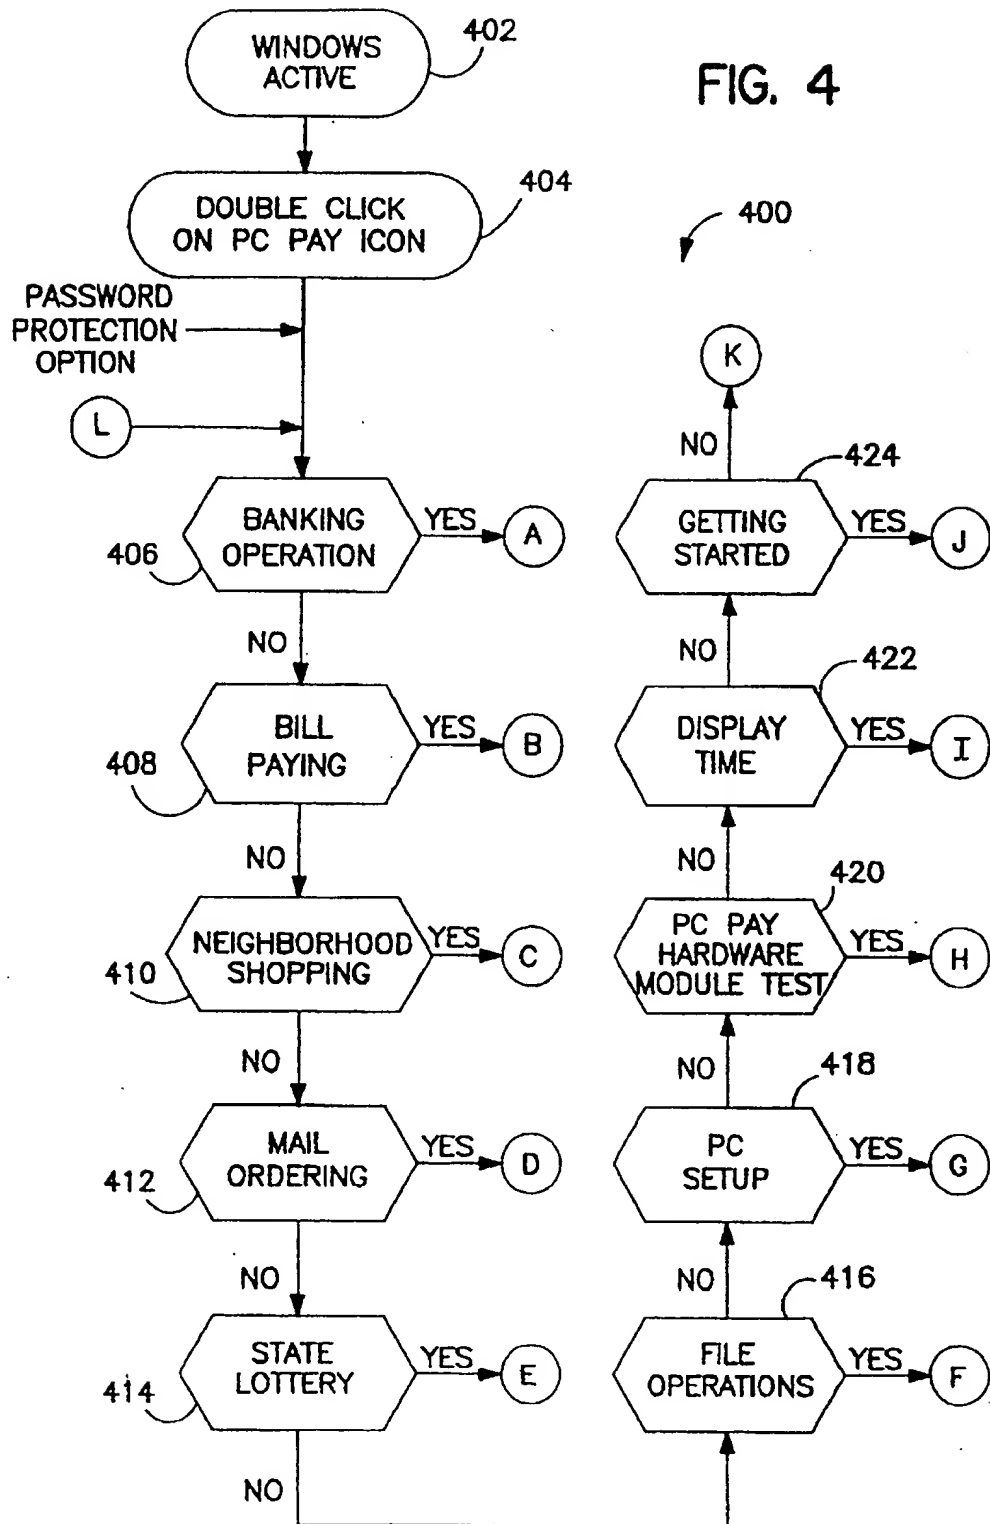 FIG. 4
400
WINDOWS
ACTIVE
402
DOUBLE CLICK
ON PC PAY ICON
404
PASSWORD
PROTECTION
OPTION
L
BANKING
OPERATION
406
YES
A
NO
BILL
PAYING
408
YES
B
NO
NEIGHBORHOOD
SHOPPING
410
YES
C
NO
MAIL
ORDERING
412
YES
D
NO
STATE
LOTTERY
414
YES
E
NO
FILE
OPERATIONS
416
YES
F
NO
PC
SETUP
418
YES
G
NO
PC PAY
HARDWARE
MODULE TEST
420
YES
H
NO
DISPLAY
TIME
422
YES
I
NO
GETTING
STARTED
424
YES
J
NO
K